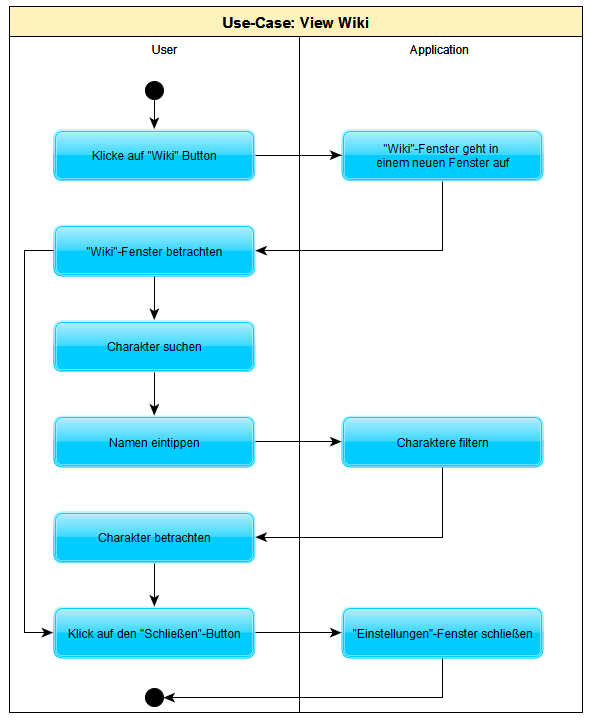 Use-Case: View Wiki
User
Application
Klicke auf "Wiki" Button
"Wiki"-Fenster geht in
einem neuen Fenster auf
"Wiki"-Fenster betrachten
Charakter suchen
Namen eintippen
Charaktere filtern
Charakter betrachten
Klick auf den "Schließen"-Button
"Einstellungen"-Fenster schließen